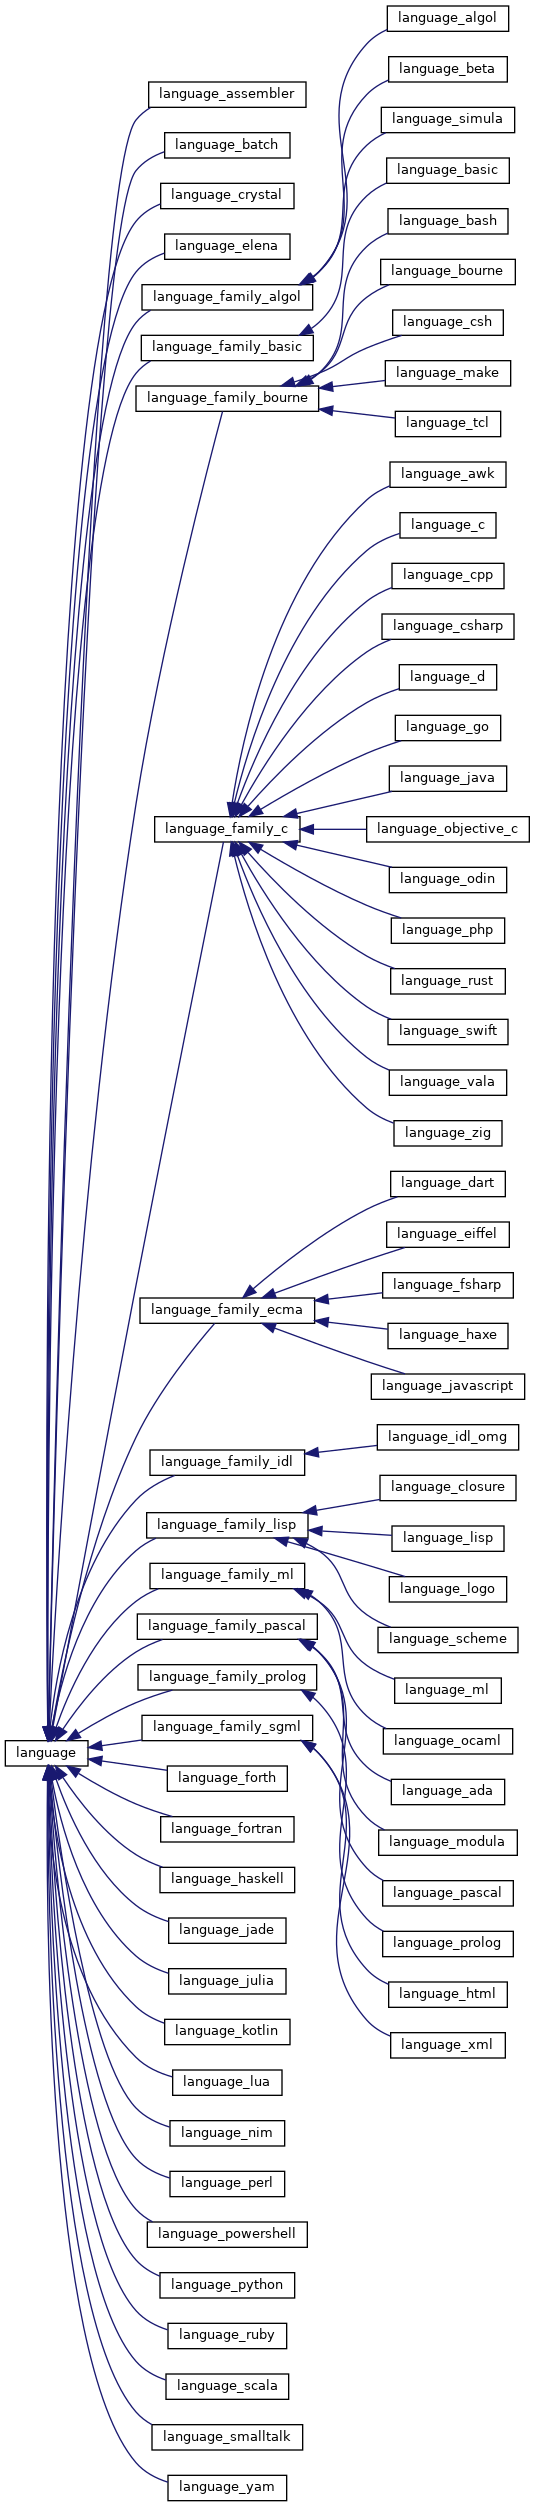 language_algol
language_beta
language_assembler
language_simula
language_batch
language_basic
language_crystal
language_bash
language_elena
language_bourne
language_family_algol
language_csh
language_family_basic
language_make
language_family_bourne
language_tcl
language_awk
language_c
language_cpp
language_csharp
language_d
language_go
language_java
language_family_c
language_objective_c
language_odin
language_php
language_rust
language_swift
language_vala
language_zig
language_dart
language_eiffel
language_fsharp
language_family_ecma
language_haxe
language_javascript
language_idl_omg
language_family_idl
language_closure
language_family_lisp
language_lisp
language_family_ml
language_logo
language_family_pascal
language_scheme
language_family_prolog
language_ml
language_family_sgml
language_ocaml
language
language_forth
language_ada
language_fortran
language_modula
language_haskell
language_pascal
language_jade
language_prolog
language_julia
language_html
language_kotlin
language_xml
language_lua
language_nim
language_perl
language_powershell
language_python
language_ruby
language_scala
language_smalltalk
language_yam